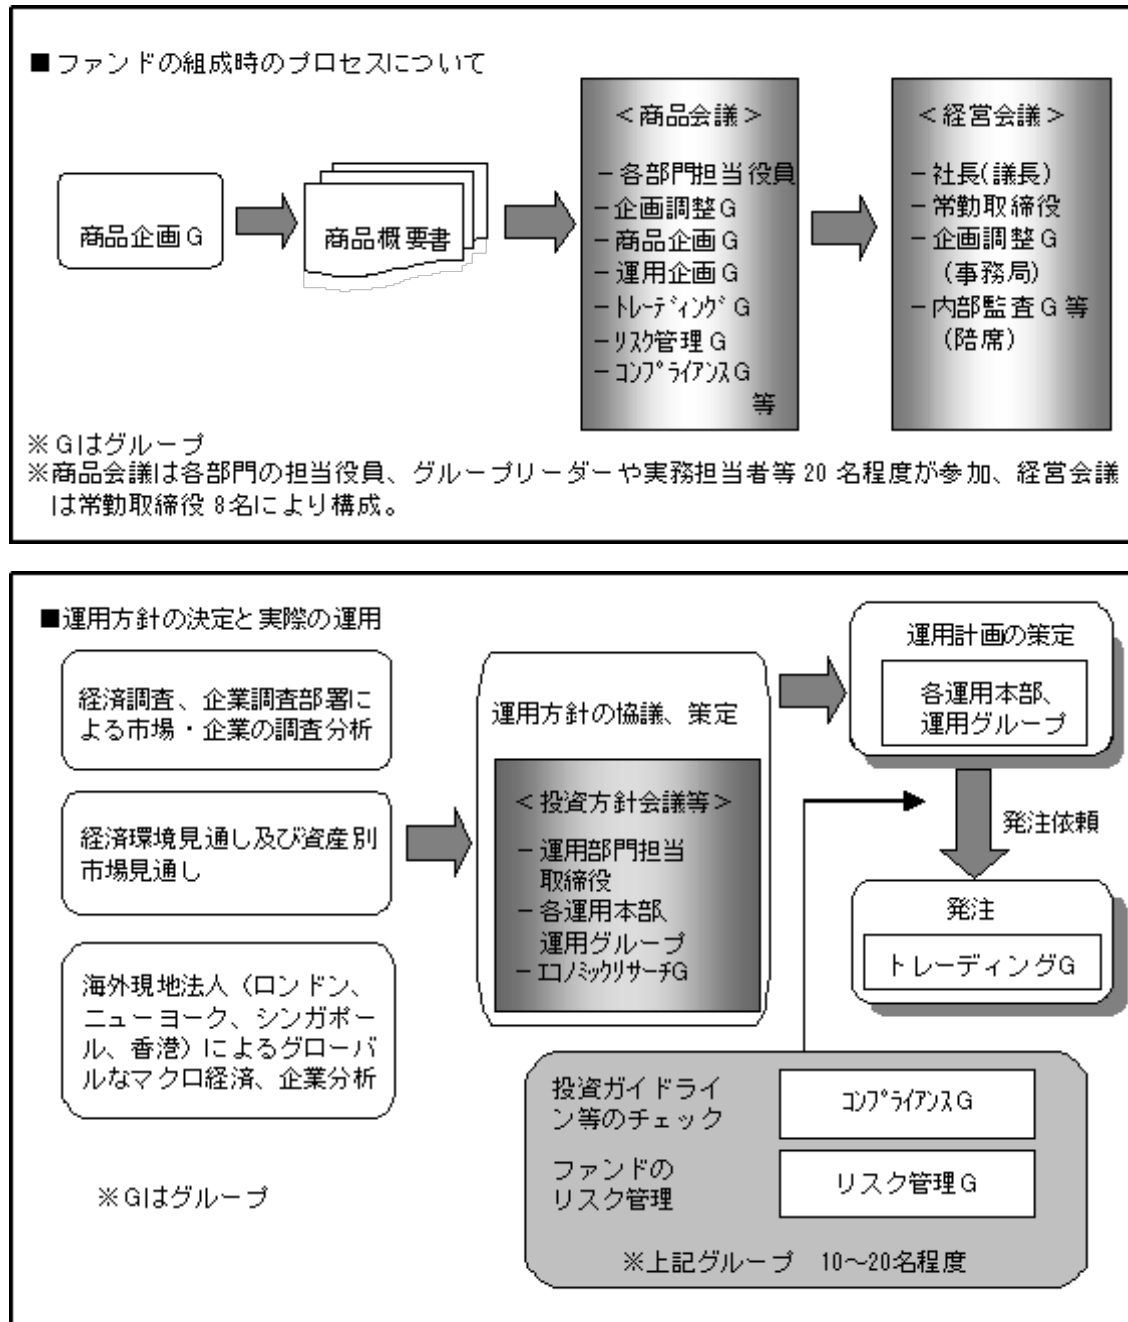 ■ファンドの組成時のプロセスについて
商品企画G
商品概要書
＜商品会議＞
－各部門担当役員
－企画調整G
－商品企画G
－運用企画G
－ﾄﾚｰﾃﾞｨﾝｸﾞG
－ﾘｽｸ管理G
－ｺﾝﾌﾟﾗｲｱﾝｽG
等
＜経営会議＞
－社長(議長)
－常勤取締役
－企画調整G
(事務局)
－内部監査G等
(陪席)
※Gはグループ
※商品会議は各部門の担当役員、グループリーダーや実務担当者等20名程度が参加、経営会議
は常勤取締役8名により構成。
■運用方針の決定と実際の運用
経済調査、企業調査部署に
よる市場・企業の調査分析
経済環境見通し及び資産別
市場見通し
海外現地法人（ロンドン、
ニューヨーク、シンガポー
ル、香港）によるグローバ
ルなマクロ経済、企業分析
※Gはグループ
運用方針の協議、策定
＜投資方針会議等＞
－運用部門担当
取締役
－各運用本部、
運用グループ
－ｴｺﾉﾐｯｸﾘｻｰﾁG
運用計画の策定
各運用本部、
運用グループ
発注依頼
発注
トレーディングG
投資ガイドライ
ン等のチェック
ｺﾝﾌﾟﾗｲｱﾝｽG
ファンドの
リスク管理
リスク管理G
※上記グループ　10～20名程度